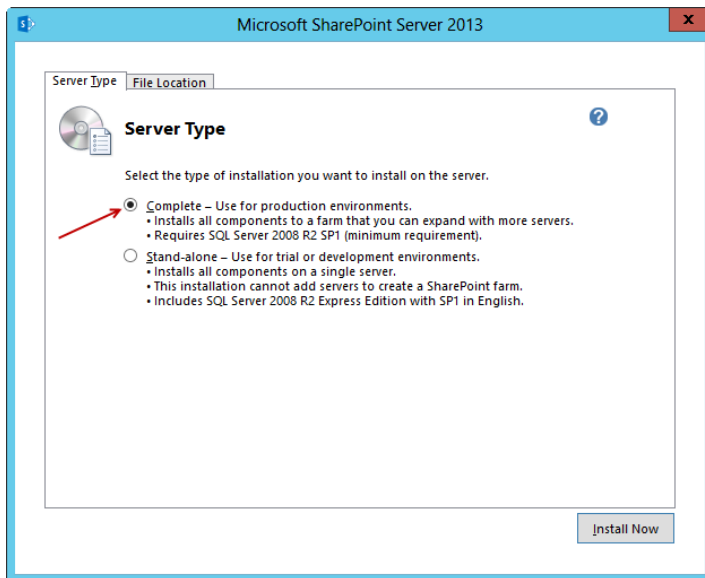 Microsoft SharePoint Server 2013
x
Server Type
File Location
Server Type
?
Select the type of installation you want to install on the server.
Complete – Use for production environments.
• Installs all components to a farm that you can expand with more servers.
• Requires SQL Server 2008 R2 SP1 (minimum requirement).
Stand-alone – Use for trial or development environments.
• Installs all components on a single server.
• This installation cannot add servers to create a SharePoint farm.
• Includes SQL Server 2008 R2 Express Edition with SP1 in English.
Install Now